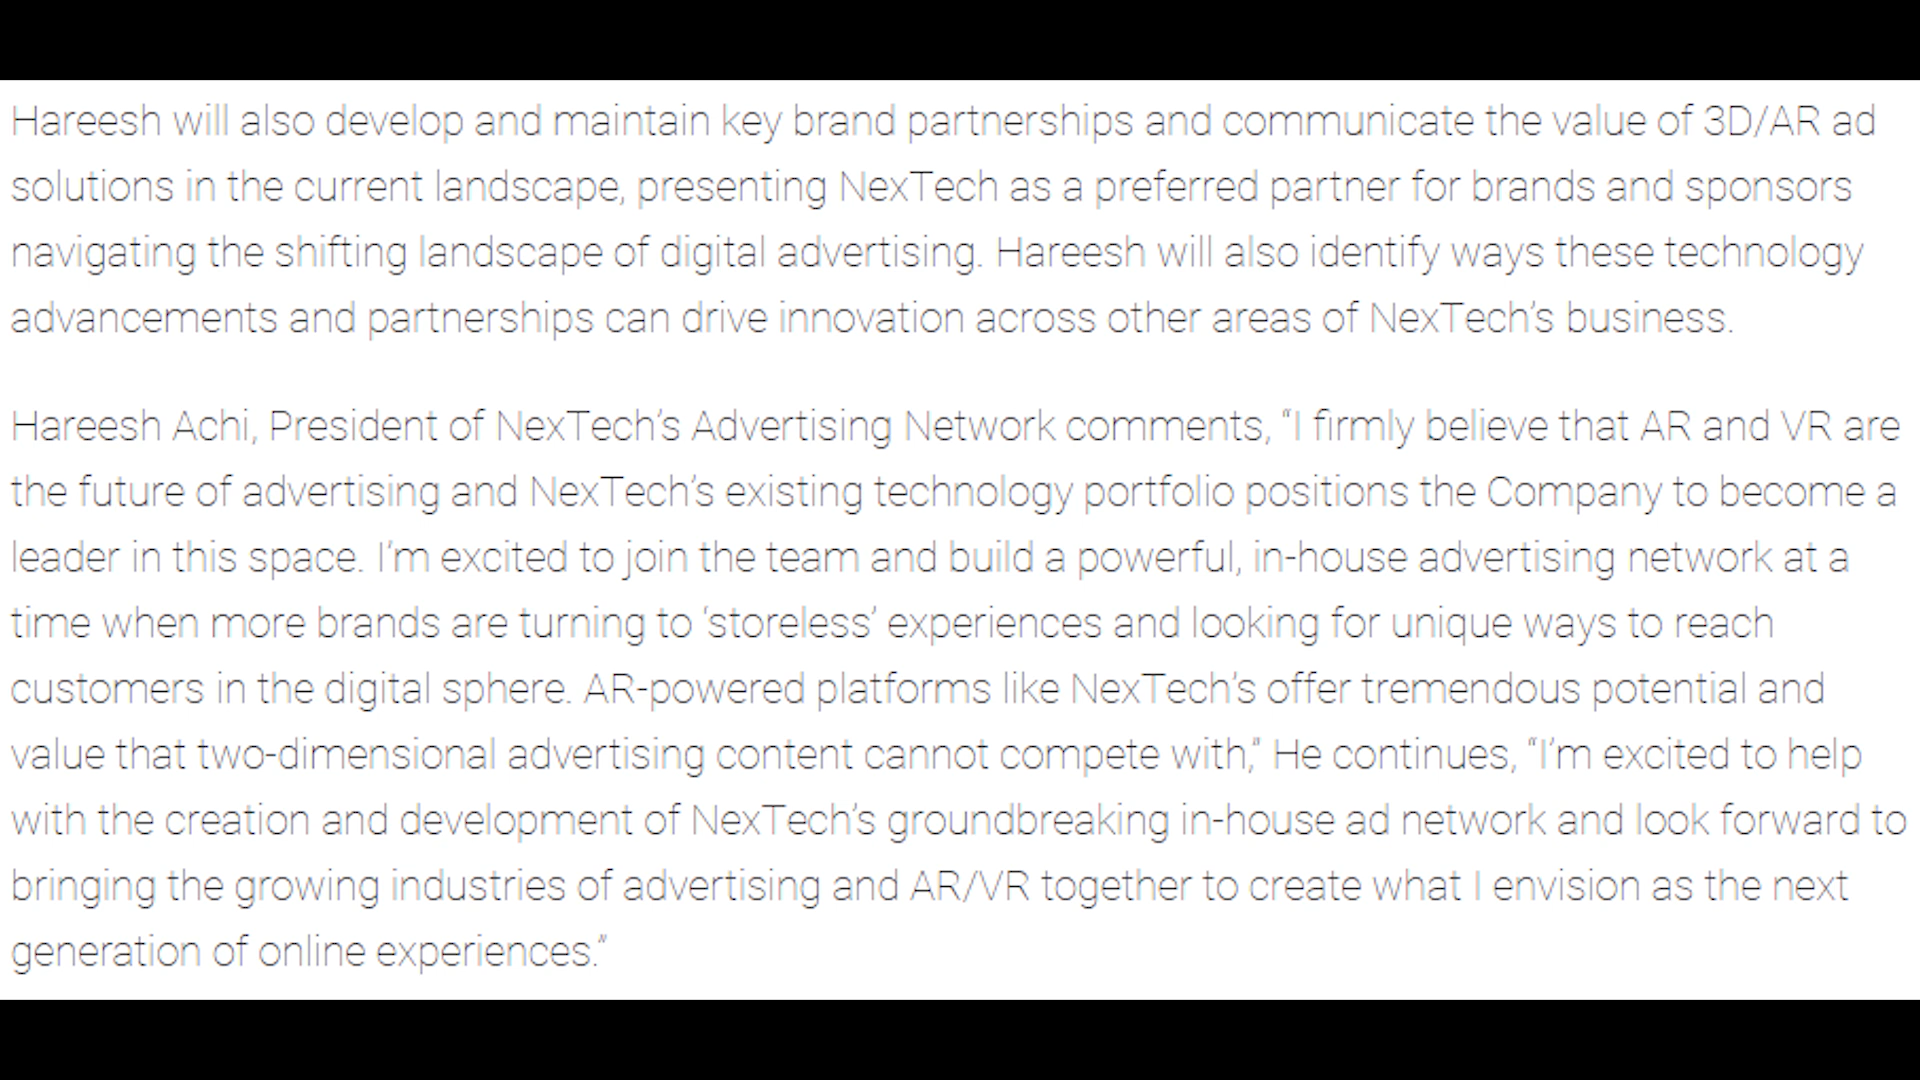 Hareesh will also develop and maintain key brand partnerships and communicate the value of 3D/AR ad
solutions in the current landscape, presenting NexTech as a preferred partner for brands and sponsors
navigating the shifting landscape of digital advertising. Hareesh will also identify ways these technology
advancements and partnerships can drive innovation across other areas of NexTech’s business.
Hareesh Achi, President of NexTech’s Advertising Network comments, “I firmly believe that AR and VR are
the future of advertising and NexTech’s existing technology portfolio positions the Company to become a
leader in this space. I’m excited to join the team and build a powerful, in-house advertising network at a
time when more brands are turning to ‘storeless’ experiences and looking for unique ways to reach
customers in the digital sphere. AR-powered platforms like NexTech’s offer tremendous potential and
value that two-dimensional advertising content cannot compete with,” He continues, “I’m excited to help
with the creation and development of NexTech’s groundbreaking in-house ad network and look forward to
bringing the growing industries of advertising and AR/VR together to create what I envision as the next
generation of online experiences.”